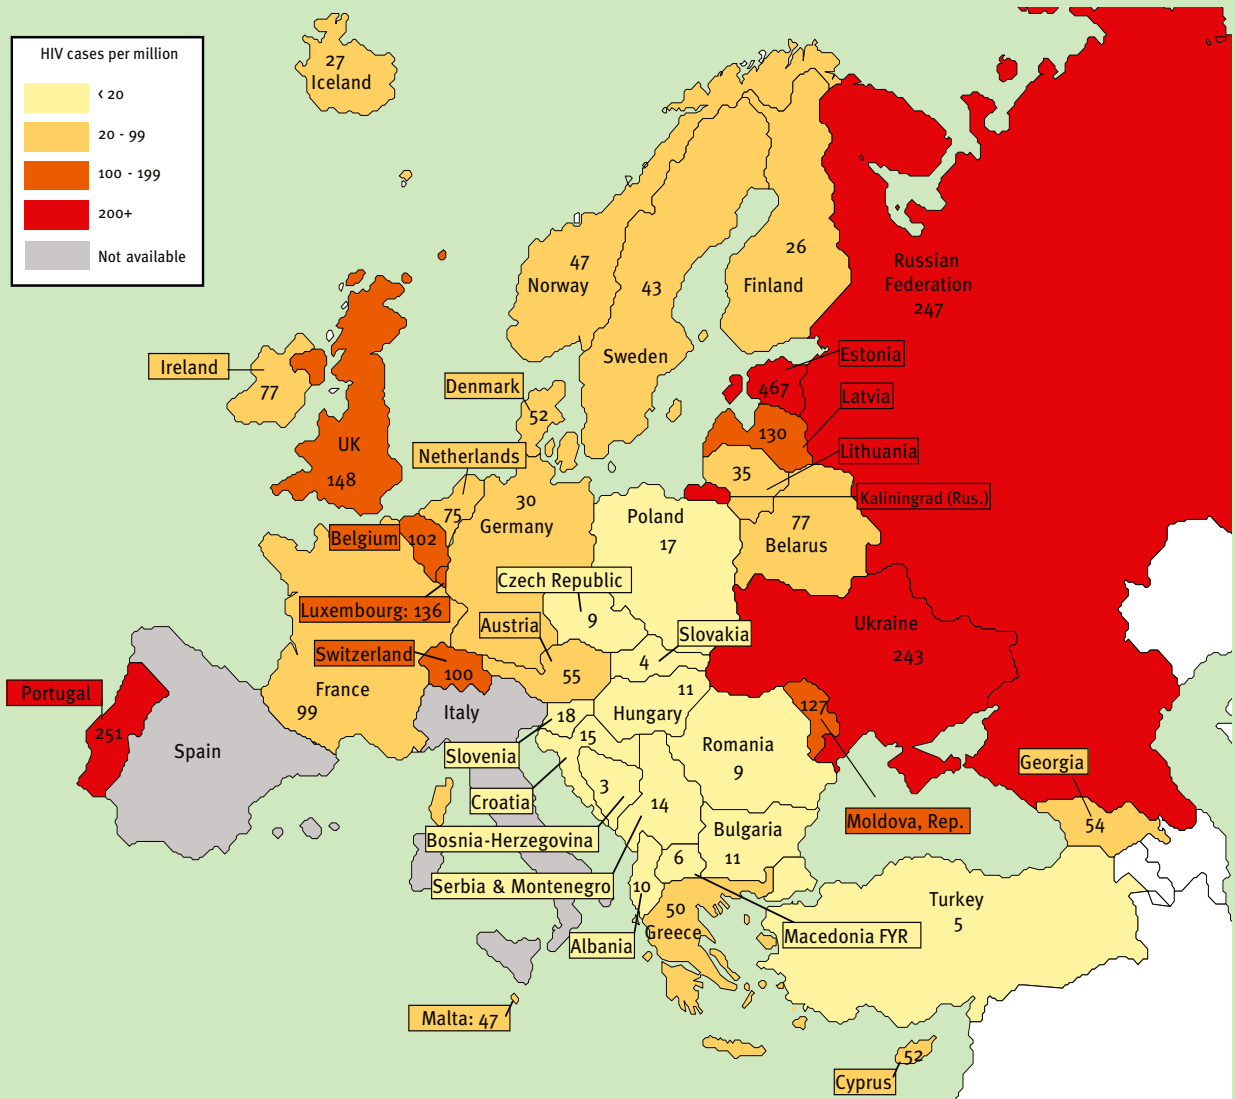 HIV cases per million
< 20
20 - 99
100 - 199
200+
Not available
27
Iceland
47
Norway
43
Sweden
26
Finland
Russian
Federation
247
Ireland
77
UK
148
Denmark
52
Estonia
467
Latvia
130
Lithuania
35
Kaliningrad (Rus.)
Netherlands
75
30
Germany
Poland
17
77
Belarus
Belgium
102
Luxembourg: 136
Czech Republic
9
Austria
55
Slovakia
4
Ukraine
243
Switzerland
100
France
99
Portugal
251
Spain
Italy
11
Hungary
18
Slovenia
15
Croatia
3
Bosnia-Herzegovina
14
Serbia & Montenegro
Romania
9
127
Moldova, Rep.
Georgia
54
Bulgaria
11
6
Macedonia FYR
10
Albania
50
Greece
Turkey
5
Malta: 47
52
Cyprus